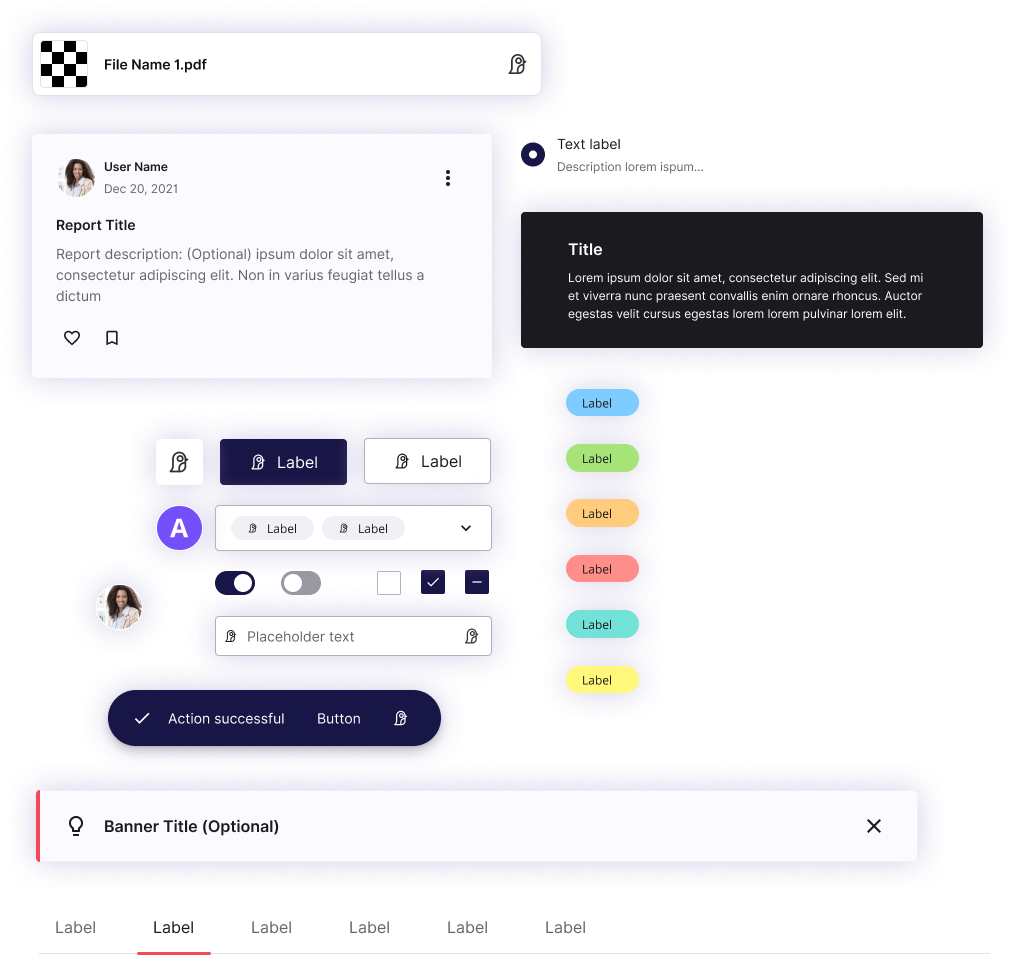 File Name 1.pdf
User Name
Dec 20, 2021
Report Title
Report description: (Optional) ipsum dolor sit amet,
consectetur adipiscing elit. Non in varius feugiat tellus a
dictum
Text label
Description lorem ispum...
Title
Lorem ipsum dolor sit amet, consectetur adipiscing elit. Sed mi
et viverra nunc praesent convallis enim ornare rhoncus. Auctor
egestas velit cursus egestas lorem lorem pulvinar lorem elit.
Label
Label
A
Label
Label
Placeholder text
Action successful
Button
Label
Label
Label
Label
Label
Label
Banner Title (Optional)
Label
Label
Label
Label
Label
Label